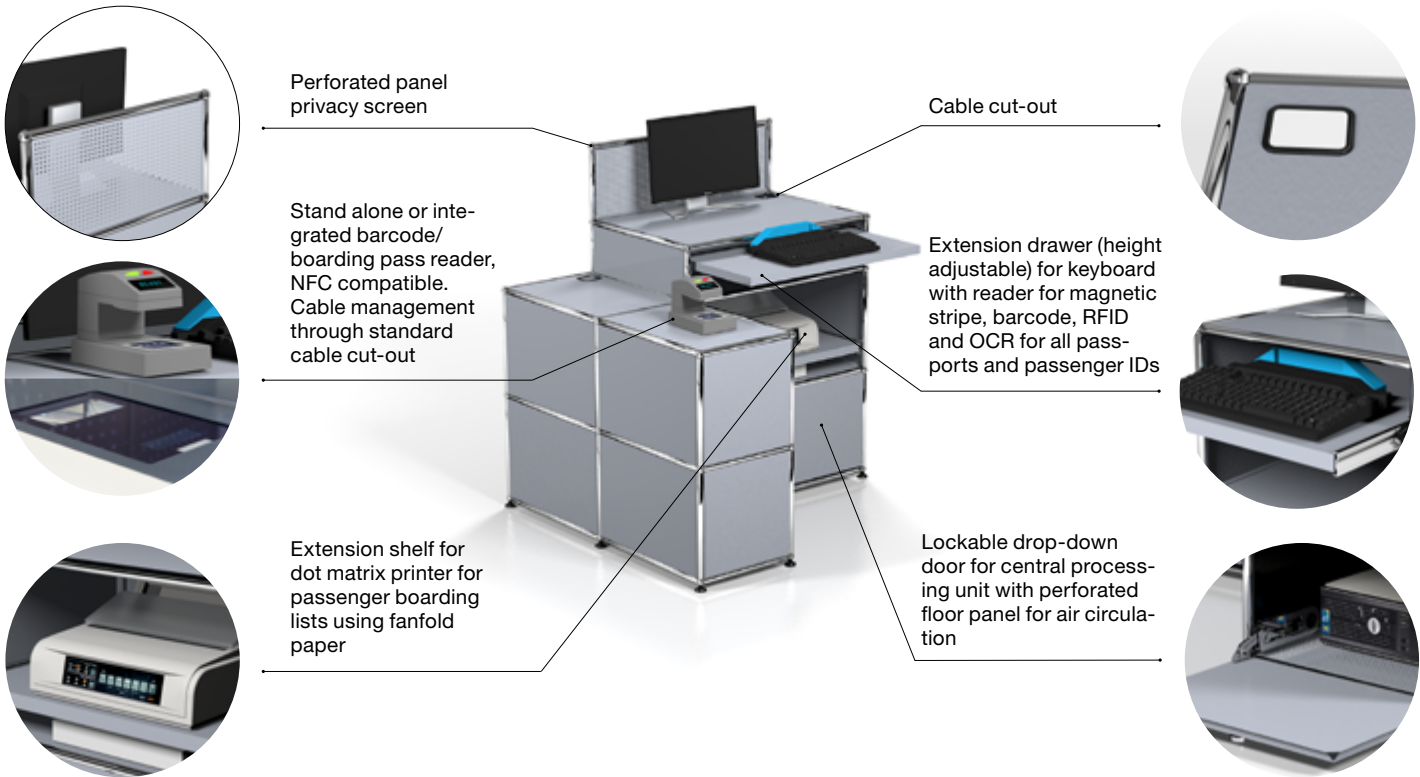 Perforated panel
privacy screen
Stand alone or inte-
grated barcode/
boarding pass reader,
NFC compatible.
Cable management
through standard
cable cut-out
Extension shelf for
dot matrix printer for
passenger boarding
lists using fanfold
paper
Cable cut-out
Extension drawer (height
adjustable) for keyboard
with reader for magnetic
stripe, barcode, RFID
and OCR for all pass-
ports and passenger IDs
Lockable drop-down
door for central process-
ing unit with perforated
floor panel for air circula-
tion